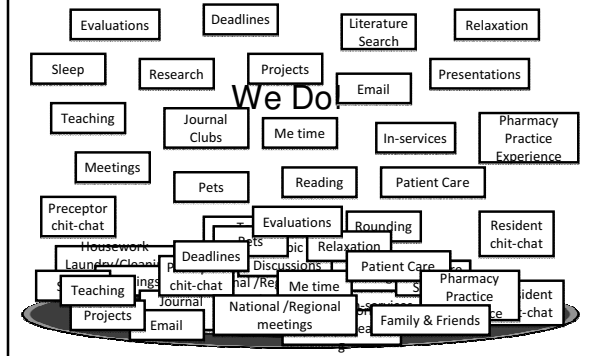 Evaluations
Deadlines
Literature
Search
Relaxation
Sleep
Research
Projects
Email
Presentations
We Do!
Teaching
Journal
Clubs
Me time
In-services
Pharmacy
Practice
Experience
Meetings
Pets
Reading
Patient Care
Preceptor
chit-chat
Evaluations
Rounding
Resident
chit-chat
Housework
Pets
Relaxation
Deadlines
Discussions
Patient Care
chit-chat
Me time
Pharmacy
Practice
Teaching
Journal
National /Regional
meetings
Projects
Email
Family & Friends